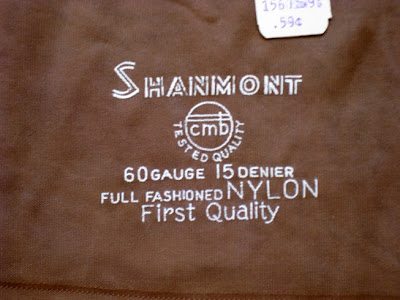 .59¢
SHANMONT
cmb
TESTED QUALITY
60 GAUGE 15 DENIER
FULL FASHIONED NYLON
First Quality